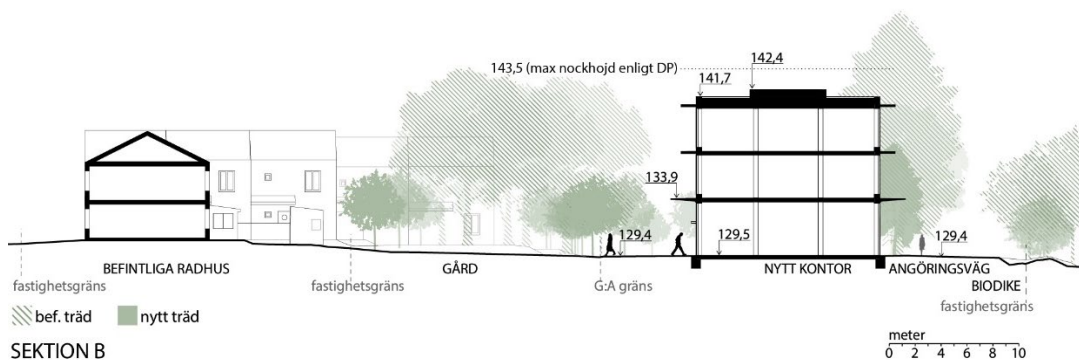 142,4
143,5 (max nockhojd enligt DP)
141,7
133,9
129,4
129,5
129,4
BEFINTLIGA RADHUS
GÅRD
NYTT KONTOR
ANGÖRINGSVÄG
BIODIKE
fastighetsgräns
fastighetsgräns
G:A gräns
fastighetsgräns
bef. träd
nytt träd
SEKTION B
meter
0 2 4 6 8 10